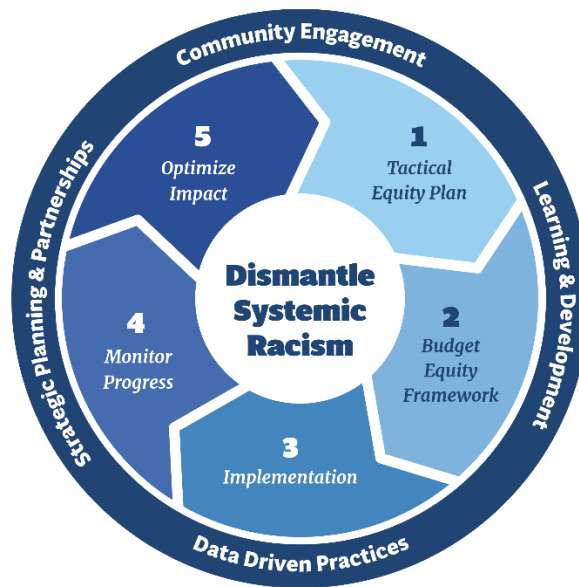 Community Engagement
Learning & Development
Data Driven Practices
Strategic Planning & Partnerships
1
Tactical
Equity Plan
2
Budget
Equity
Framework
3
Implementation
4
Monitor
Progress
5
Optimize
Impact
Dismantle
Systemic
Racism